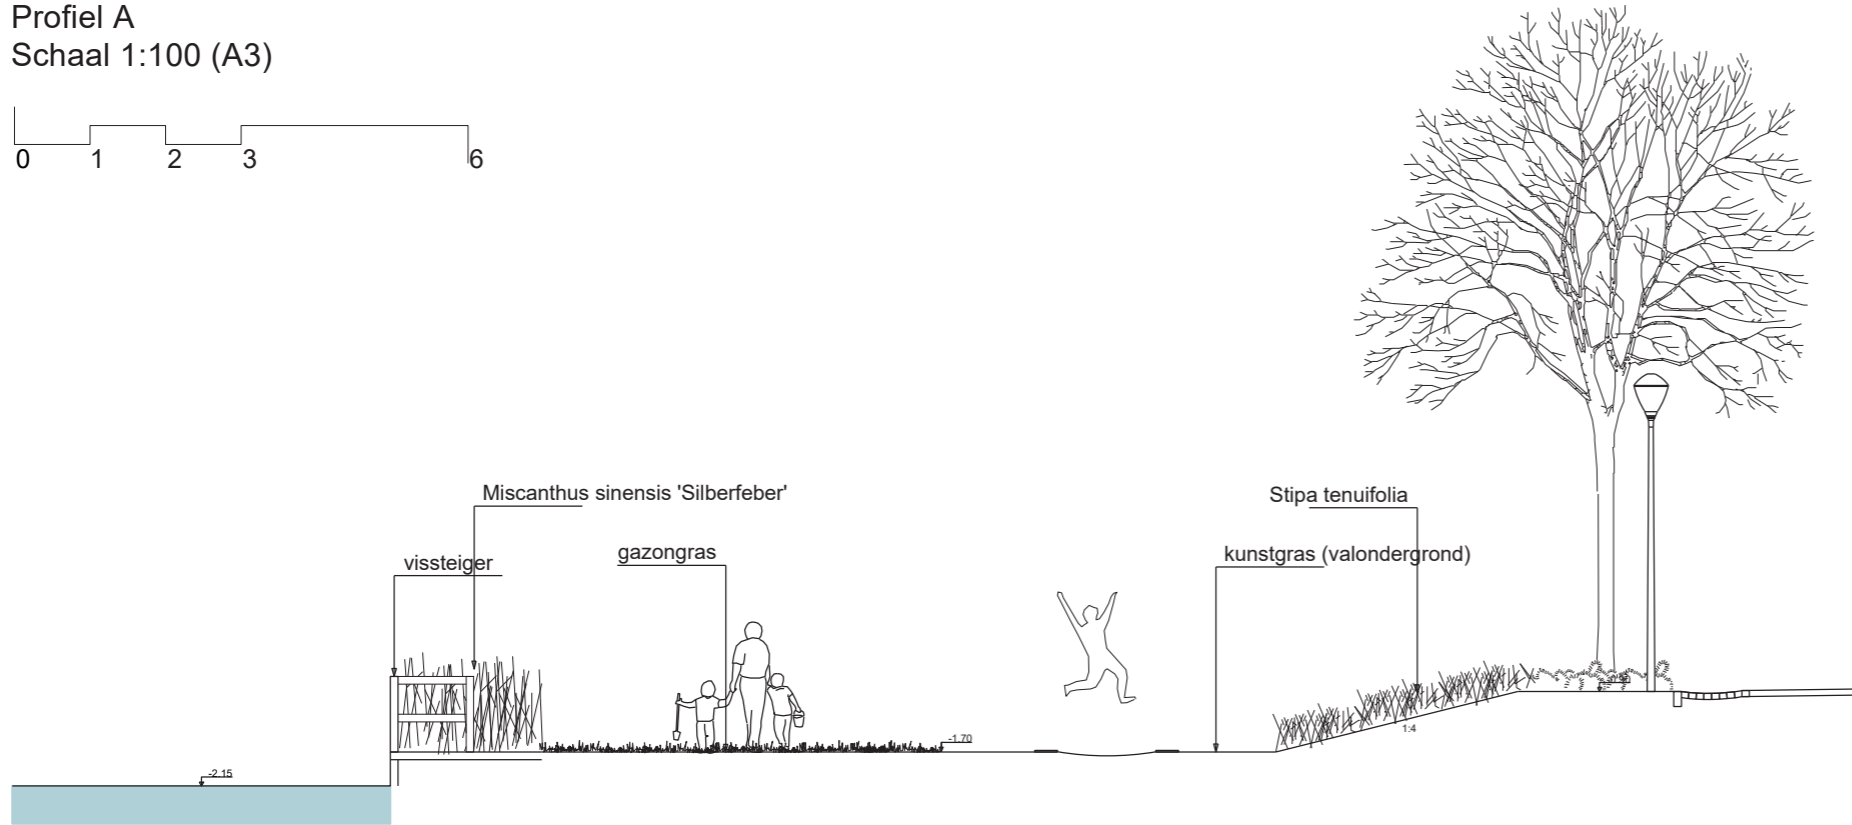 Profiel A
Schaal 1:100 (A3)
0 1 2 3 6
Miscanthus sinensis 'Silberfeber'
Stipa tenuifolia
vissteiger
gazongras
kunstgras (valondergrond)
-1.70
1:4
-2.15